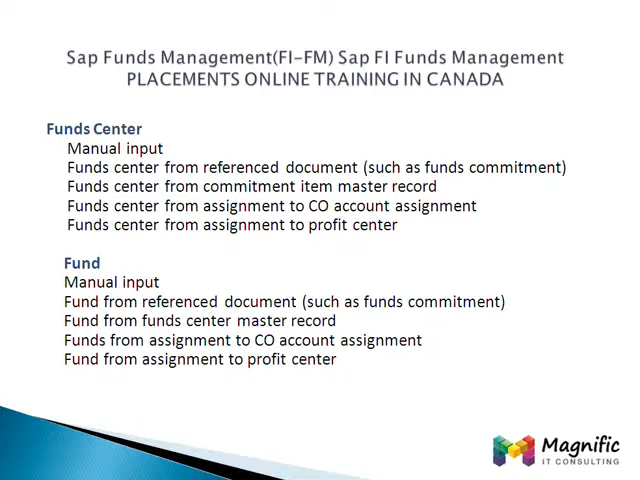 Sap Funds Management(FI-FM) Sap FI Funds Management
PLACEMENTS ONLINE TRAINING IN CANADA
Funds Center
Manual input
Funds center from referenced document (such as funds commitment)
Funds center from commitment item master record
Funds center from assignment to CO account assignment
Funds center from assignment to profit center
Fund
Manual input
Fund from referenced document (such as funds commitment)
Fund from funds center master record
Funds from assignment to CO account assignment
Fund from assignment to profit center
Magnific
IT CONSULTING